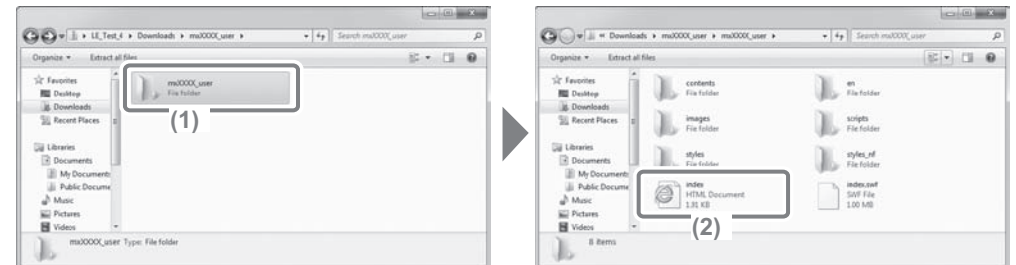 LE_Test_4 ▸ Downloads ▸ mxXXXX_user ▸
Search mxXXXX_user
Organize ▾ Extract all files
Favorites
Desktop
Downloads
Recent Places
Libraries
Documents
My Documents
Public Docume
Music
Pictures
Videos
mxXXXX_user
File folder
(1)
mxXXXX_user Type: File folder
« Downloads ▸ mxXXXX_user ▸ mxXXXX_user ▸
Search mxXXXX_user
Organize ▾ Extract all files
Favorites
Desktop
Downloads
Recent Places
Libraries
Documents
My Documents
Public Docume
Music
Pictures
Videos
contents
File folder
en
File folder
images
File folder
scripts
File folder
styles
File folder
styles_nf
File folder
index
HTML Document
1.91 KB
index.swf
SWF File
1.00 MB
(2)
8 items